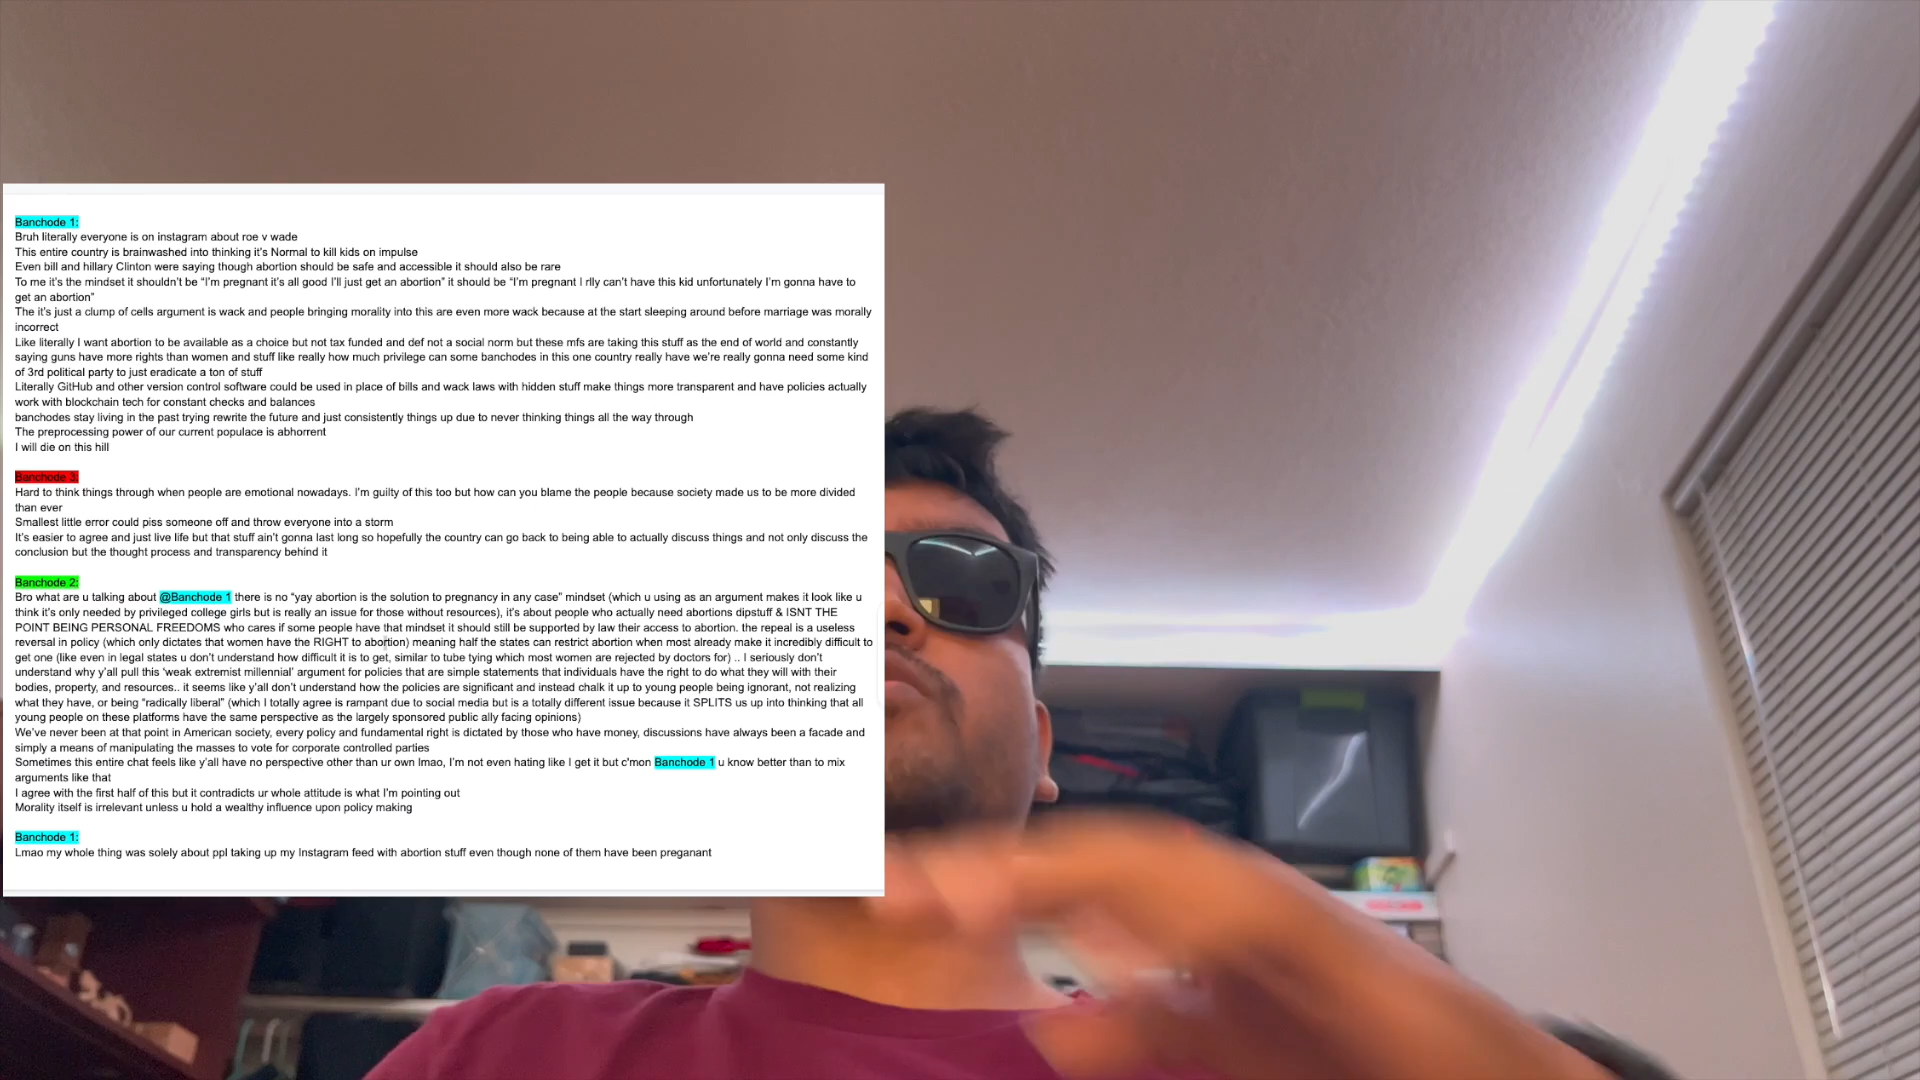 Banchode 1:
Bruh literally everyone is on instagram about roe v wade
This entire country is brainwashed into thinking it's Normal to kill kids on impulse
Even bill and hillary Clinton were saying though abortion should be safe and accessible it should also be rare
To me it's the mindset it shouldn't be “I'm pregnant it's all good I'll just get an abortion” it should be “I'm pregnant I rlly can't have this kid unfortunately I'm gonna have to
get an abortion”
The it's just a clump of cells argument is wack and people bringing morality into this are even more wack because at the start sleeping around before marriage was morally
incorrect
Like literally I want abortion to be available as a choice but not tax funded and def not a social norm but these mfs are taking this stuff as the end of world and constantly
saying guns have more rights than women and stuff like really how much privilege can some banchodes in this one country really have we're really gonna need some kind
of 3rd political party to just eradicate a ton of stuff
Literally GitHub and other version control software could be used in place of bills and wack laws with hidden stuff make things more transparent and have policies actually
work with blockchain tech for constant checks and balances
banchodes stay living in the past trying rewrite the future and just consistently things up due to never thinking things all the way through
The preprocessing power of our current populace is abhorrent
I will die on this hill
Banchode 3:
Hard to think things through when people are emotional nowadays. I'm guilty of this too but how can you blame the people because society made us to be more divided
than ever
Smallest little error could piss someone off and throw everyone into a storm
It's easier to agree and just live life but that stuff ain't gonna last long so hopefully the country can go back to being able to actually discuss things and not only discuss the
conclusion but the thought process and transparency behind it
Banchode 2:
Bro what are u talking about @Banchode 1 there is no “yay abortion is the solution to pregnancy in any case” mindset (which u using as an argument makes it look like u
think it's only needed by privileged college girls but is really an issue for those without resources), it's about people who actually need abortions dipstuff & ISNT THE
POINT BEING PERSONAL FREEDOMS who cares if some people have that mindset it should still be supported by law their access to abortion. the repeal is a useless
reversal in policy (which only dictates that women have the RIGHT to abortion) meaning half the states can restrict abortion when most already make it incredibly difficult to
get one (like even in legal states u don't understand how difficult it is to get, similar to tube tying which most women are rejected by doctors for) .. I seriously don't
understand why y'all pull this ‘weak extremist millennial’ argument for policies that are simple statements that individuals have the right to do what they will with their
bodies, property, and resources.. it seems like y'all don't understand how the policies are significant and instead chalk it up to young people being ignorant, not realizing
what they have, or being “radically liberal” (which I totally agree is rampant due to social media but is a totally different issue because it SPLITS us up into thinking that all
young people on these platforms have the same perspective as the largely sponsored public ally facing opinions)
We've never been at that point in American society, every policy and fundamental right is dictated by those who have money, discussions have always been a facade and
simply a means of manipulating the masses to vote for corporate controlled parties
Sometimes this entire chat feels like y'all have no perspective other than ur own lmao, I'm not even hating like I get it but c'mon Banchode 1 u know better than to mix
arguments like that
I agree with the first half of this but it contradicts ur whole attitude is what I'm pointing out
Morality itself is irrelevant unless u hold a wealthy influence upon policy making
Banchode 1:
Lmao my whole thing was solely about ppl taking up my Instagram feed with abortion stuff even though none of them have been preganant